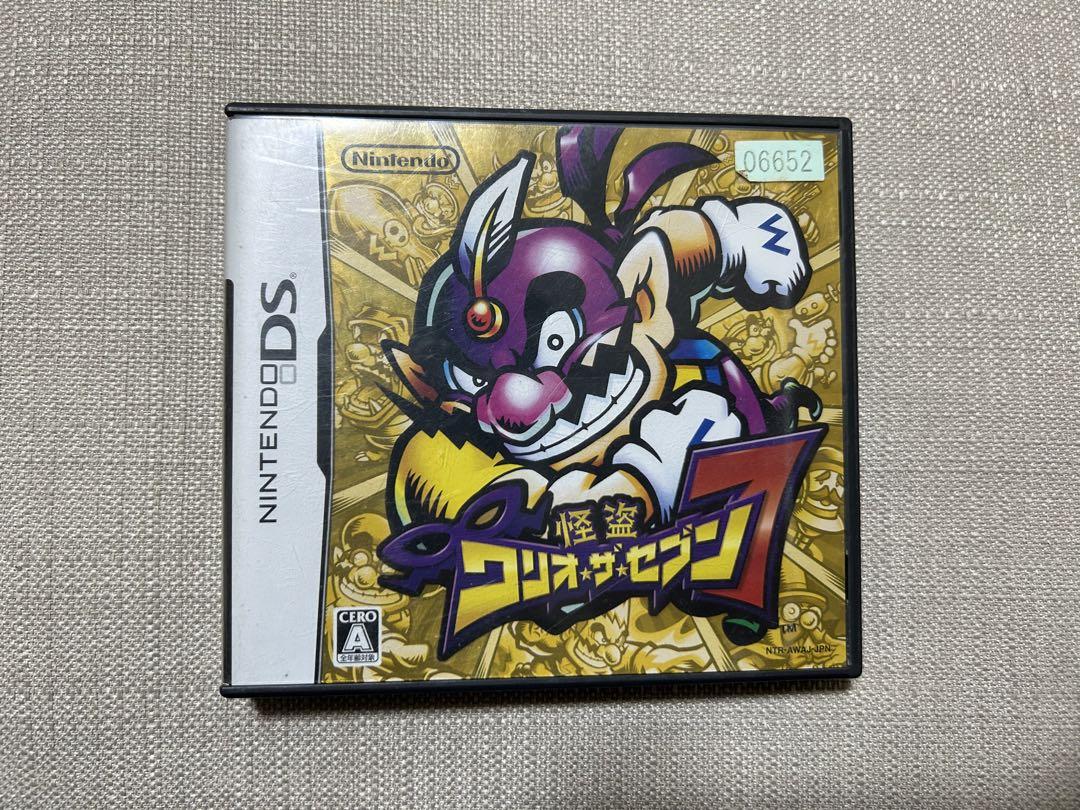 Nintendo®
06652
NINTENDO DS®
怪盗
ワリオ★ザ★セブン
7
TM
CERO
A
全年齢対象
NTR-AWAJ-JPN
W